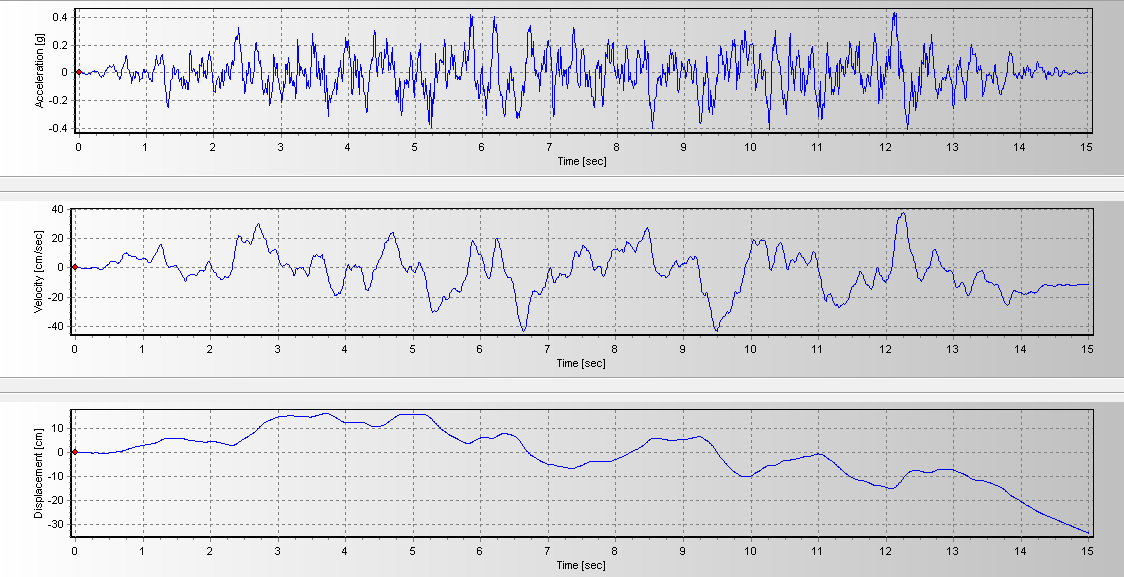 Acceleration [g]
0.4
0.2
0
-0.2
-0.4
0 1 2 3 4 5 6 7 8 9 10 11 12 13 14 15
Time [sec]
Velocity [cm/sec]
40
20
0
-20
-40
0 1 2 3 4 5 6 7 8 9 10 11 12 13 14 15
Time [sec]
Displacement [cm]
10
0
-10
-20
-30
0 1 2 3 4 5 6 7 8 9 10 11 12 13 14 15
Time [sec]